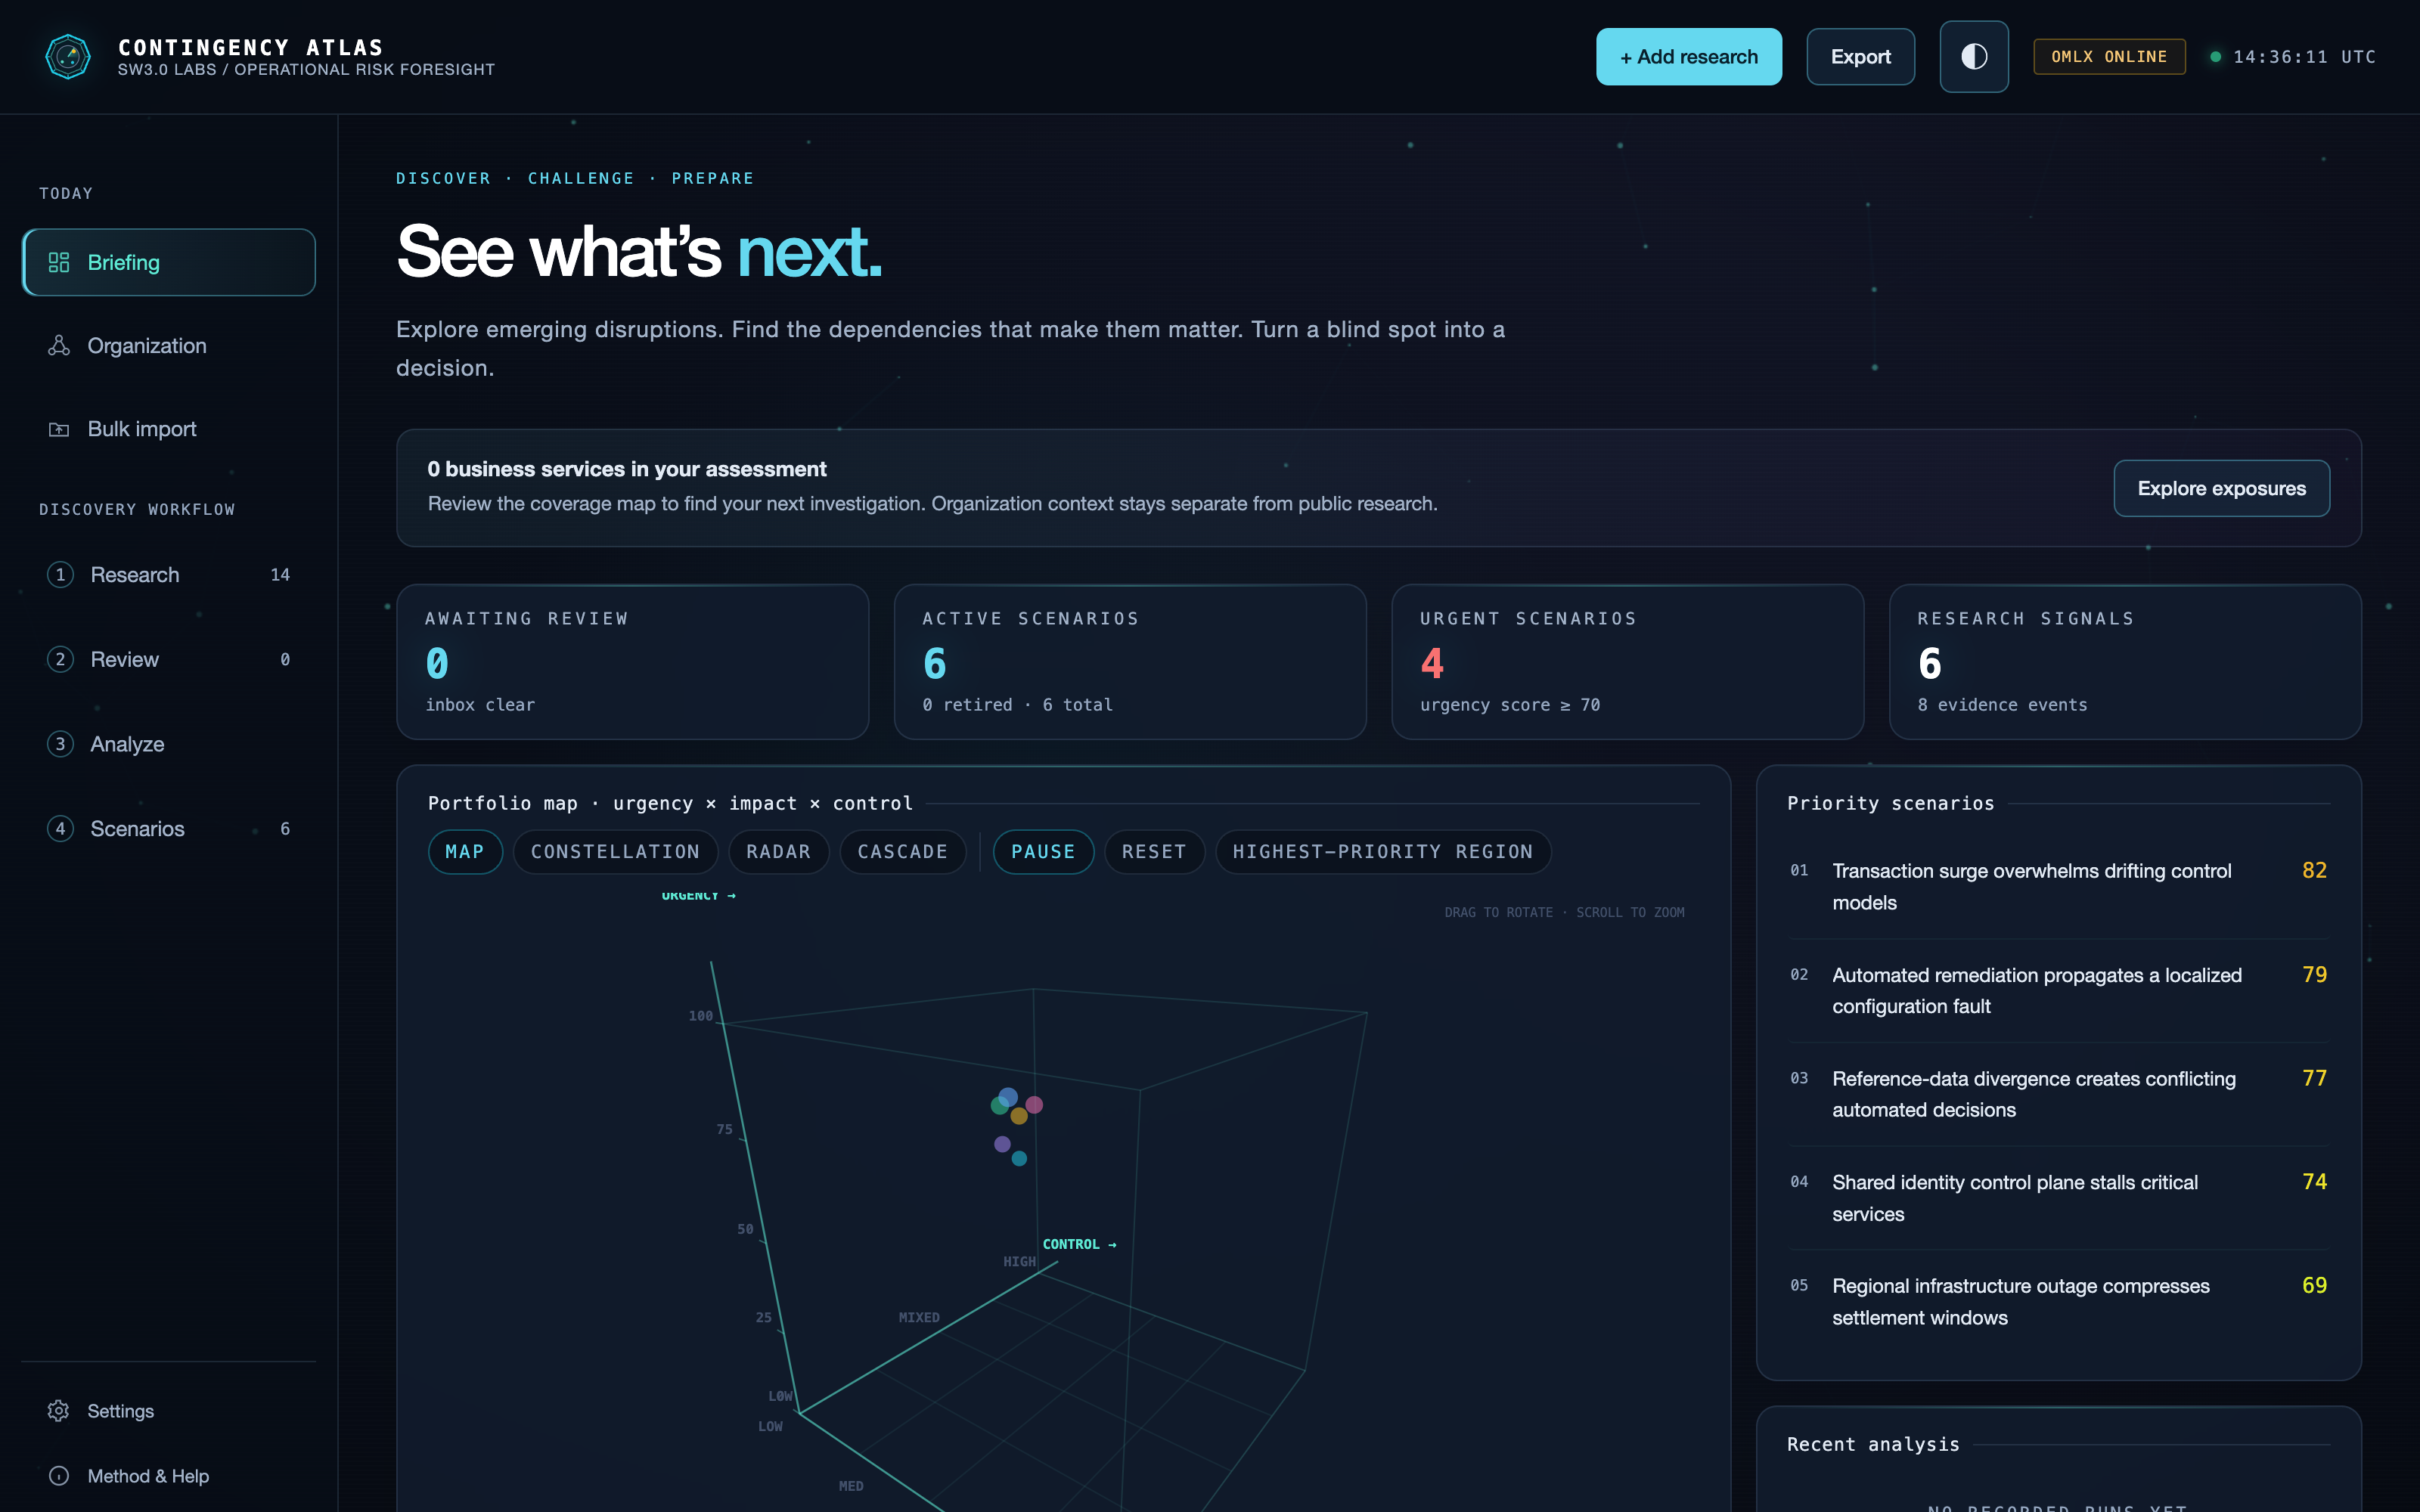 CONTINGENCY ATLAS
SW3.0 LABS / OPERATIONAL RISK FORESIGHT
+ Add research
Export
OMLX ONLINE
14:36:11 UTC
TODAY
Briefing
Organization
Bulk import
DISCOVERY WORKFLOW
1 Research 14
2 Review 0
3 Analyze
4 Scenarios 6
Settings
Method & Help
DISCOVER · CHALLENGE · PREPARE
See what’s next.
Explore emerging disruptions. Find the dependencies that make them matter. Turn a blind spot into a
decision.
0 business services in your assessment
Review the coverage map to find your next investigation. Organization context stays separate from public research.
Explore exposures
AWAITING REVIEW
0
inbox clear
ACTIVE SCENARIOS
6
0 retired · 6 total
URGENT SCENARIOS
4
urgency score ≥ 70
RESEARCH SIGNALS
6
8 evidence events
Portfolio map · urgency × impact × control
MAP CONSTELLATION RADAR CASCADE PAUSE RESET HIGHEST–PRIORITY REGION
URGENCY →
DRAG TO ROTATE · SCROLL TO ZOOM
100
75
50
CONTROL →
HIGH
25
MIXED
LOW
LOW
MED
Priority scenarios
01 Transaction surge overwhelms drifting control 82
models
02 Automated remediation propagates a localized 79
configuration fault
03 Reference-data divergence creates conflicting 77
automated decisions
04 Shared identity control plane stalls critical 74
services
05 Regional infrastructure outage compresses 69
settlement windows
Recent analysis
NO RECORDED RUNS YET